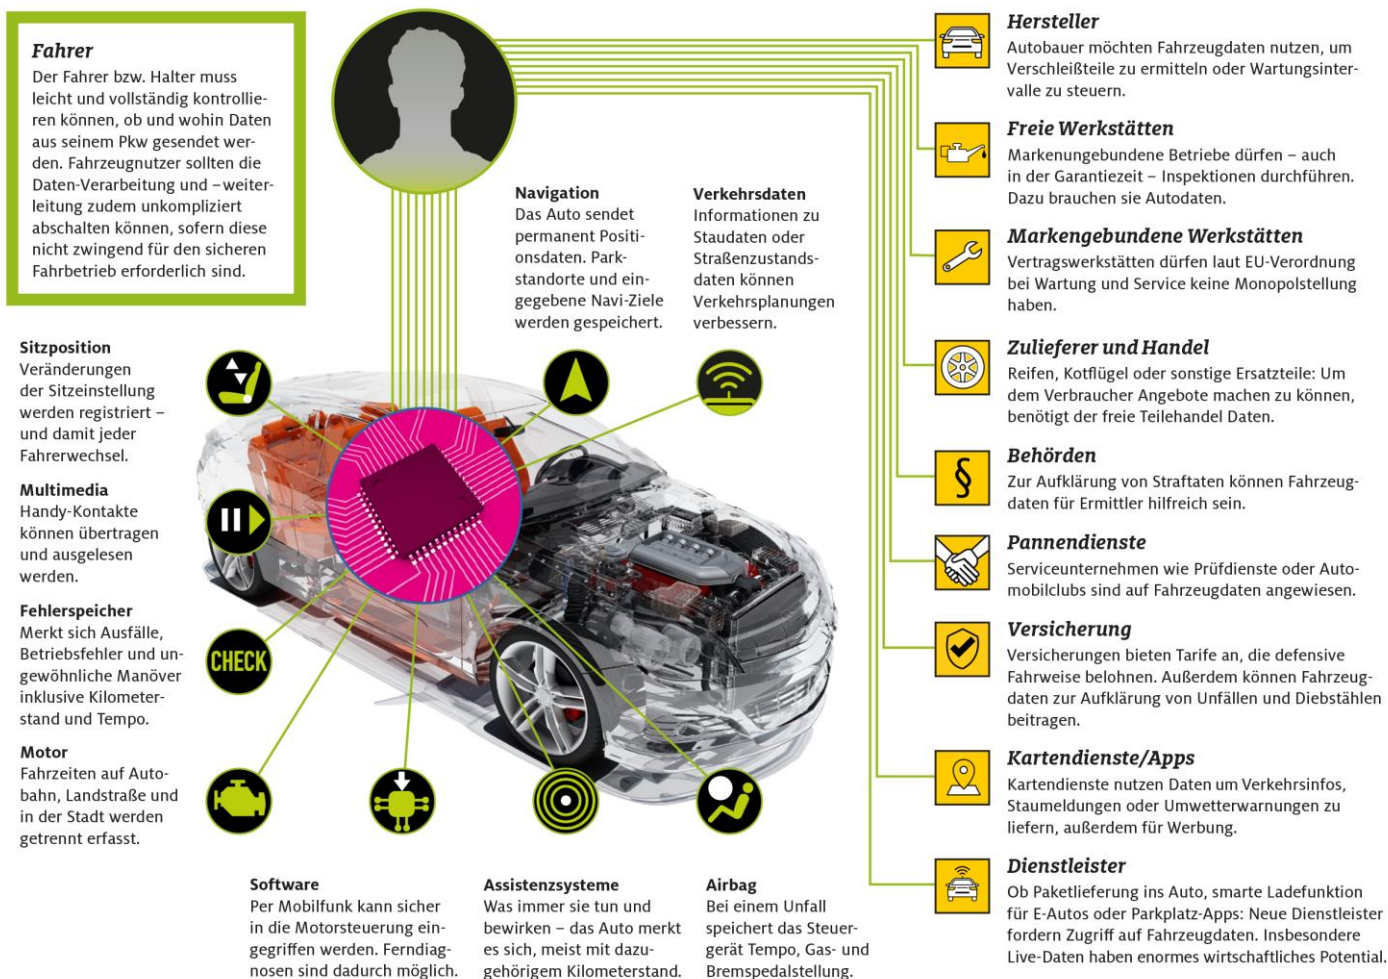 Fahrer
Der Fahrer bzw. Halter muss
leicht und vollständig kontrollie-
ren können, ob und wohin Daten
aus seinem Pkw gesendet wer-
den. Fahrzeugnutzer sollten die
Daten-Verarbeitung und –weiter-
leitung zudem unkompliziert
abschalten können, sofern diese
nicht zwingend für den sicheren
Fahrbetrieb erforderlich sind.
Navigation
Das Auto sendet
permanent Positi-
onsdaten. Park-
standorte und ein-
gegebene Navi-Ziele
werden gespeichert.
Verkehrsdaten
Informationen zu
Staudaten oder
Straßenzustands-
daten können
Verkehrsplanungen
verbessern.
Sitzposition
Veränderungen
der Sitzeinstellung
werden registriert –
und damit jeder
Fahrerwechsel.
Multimedia
Handy-Kontakte
können übertragen
und ausgelesen
werden.
Fehlerspeicher
Merkt sich Ausfälle,
Betriebsfehler und un-
gewöhnliche Manöver
inklusive Kilometer-
stand und Tempo.
CHECK
Motor
Fahrzeiten auf Auto-
bahn, Landstraße und
in der Stadt werden
getrennt erfasst.
Software
Per Mobilfunk kann sicher
in die Motorsteuerung ein-
gegriffen werden. Ferndiag-
nosen sind dadurch möglich.
Assistenzsysteme
Was immer sie tun und
bewirken – das Auto merkt
es sich, meist mit dazu-
gehörigem Kilometerstand.
Airbag
Bei einem Unfall
speichert das Steuer-
gerät Tempo, Gas- und
Bremspedalstellung.
Hersteller
Autobauer möchten Fahrzeugdaten nutzen, um
Verschleißteile zu ermitteln oder Wartungsinter-
valle zu steuern.
Freie Werkstätten
Markenungebundene Betriebe dürfen – auch
in der Garantiezeit – Inspektionen durchführen.
Dazu brauchen sie Autodaten.
Markengebundene Werkstätten
Vertragswerkstätten dürfen laut EU-Verordnung
bei Wartung und Service keine Monopolstellung
haben.
Zulieferer und Handel
Reifen, Kotflügel oder sonstige Ersatzteile: Um
dem Verbraucher Angebote machen zu können,
benötigt der freie Teilehandel Daten.
§
Behörden
Zur Aufklärung von Straftaten können Fahrzeug-
daten für Ermittler hilfreich sein.
Pannendienste
Serviceunternehmen wie Prüfdienste oder Auto-
mobilclubs sind auf Fahrzeugdaten angewiesen.
Versicherung
Versicherungen bieten Tarife an, die defensive
Fahrweise belohnen. Außerdem können Fahrzeug-
daten zur Aufklärung von Unfällen und Diebstählen
beitragen.
Kartendienste/Apps
Kartendienste nutzen Daten um Verkehrsinfos,
Staumeldungen oder Umwetterwarnungen zu
liefern, außerdem für Werbung.
Dienstleister
Ob Paketlieferung ins Auto, smarte Ladefunktion
für E-Autos oder Parkplatz-Apps: Neue Dienstleister
fordern Zugriff auf Fahrzeugdaten. Insbesondere
Live-Daten haben enormes wirtschaftliches Potential.